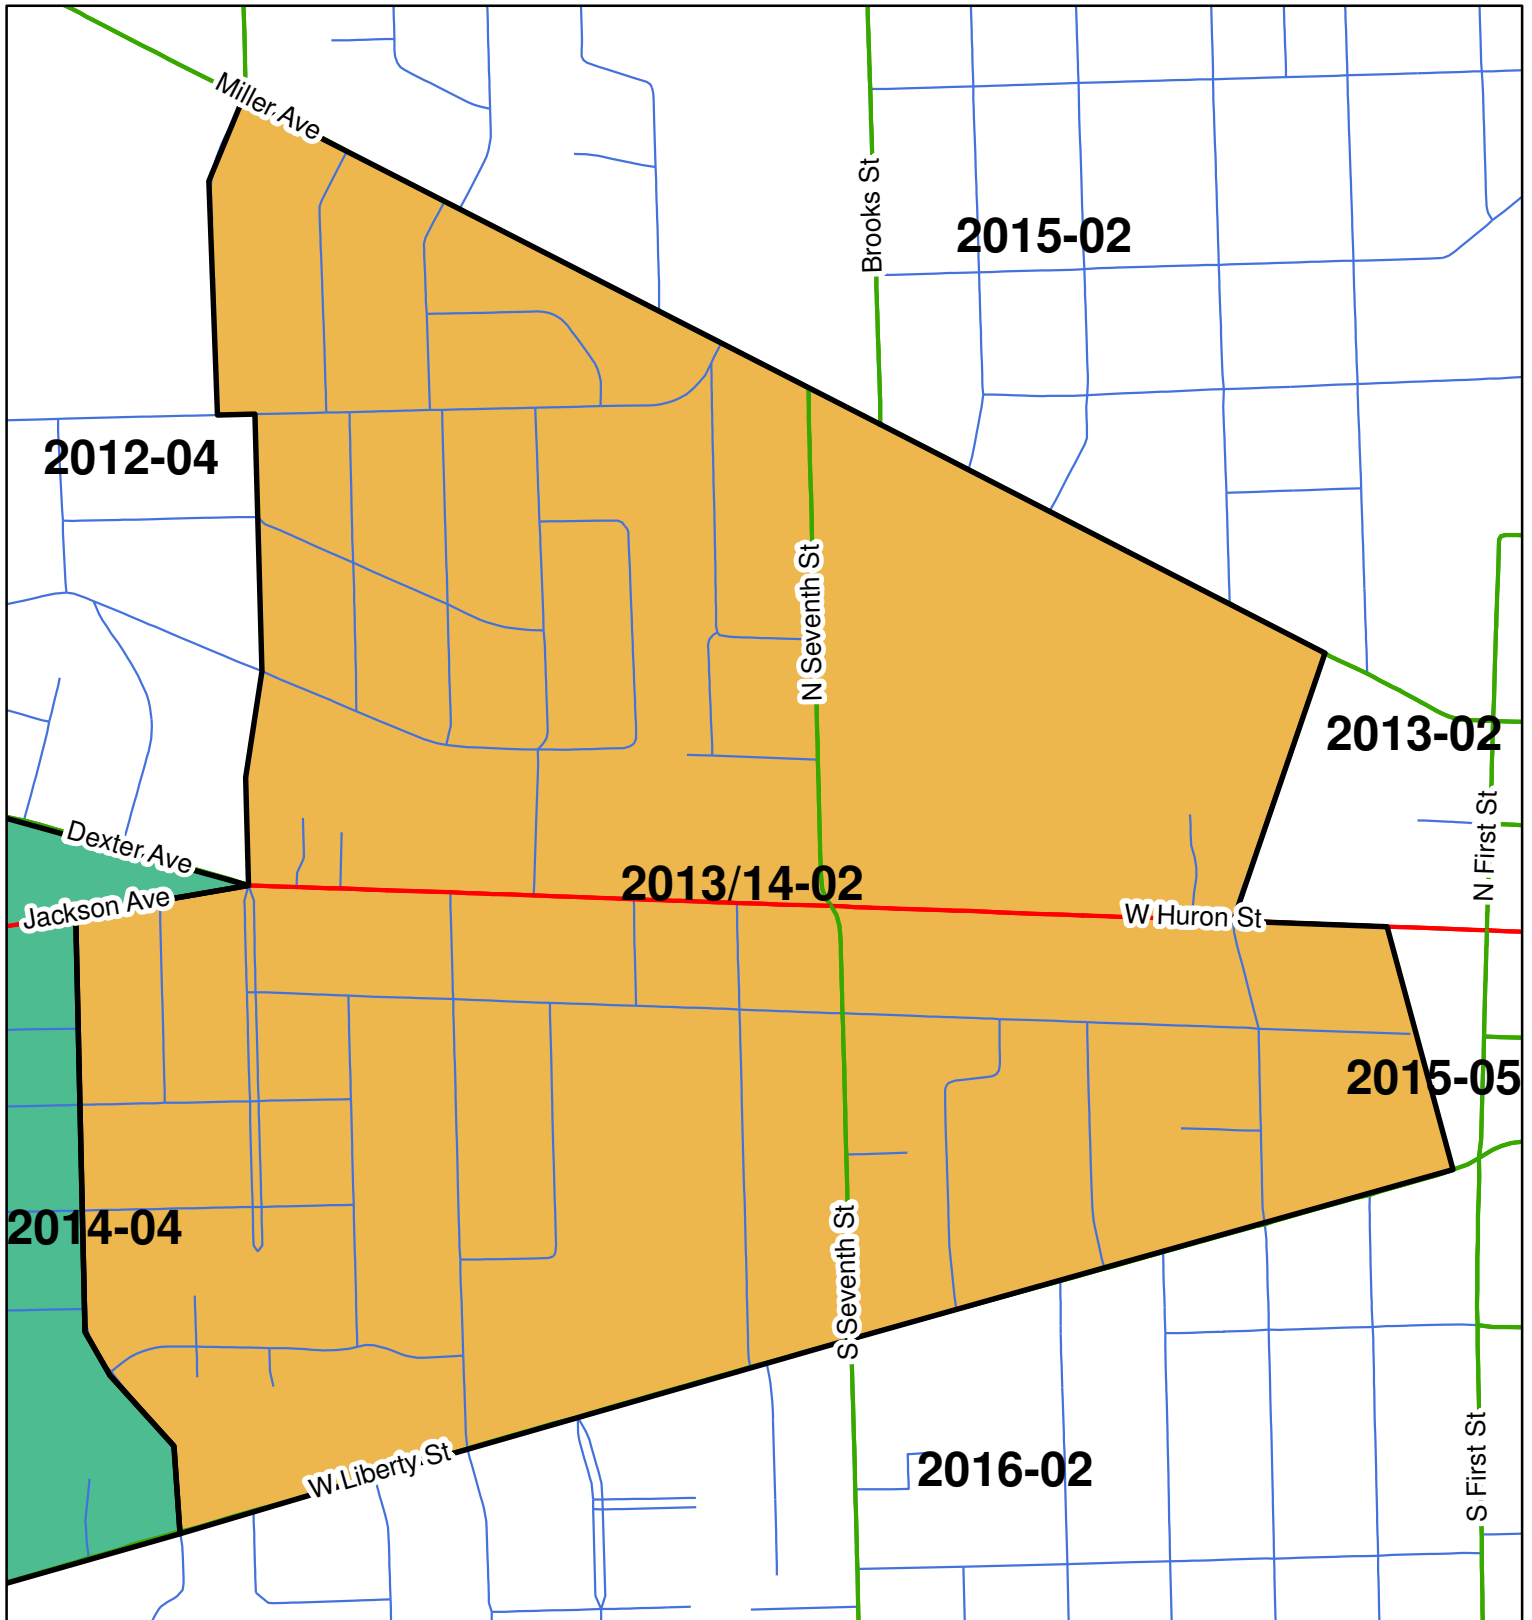 Miller Ave
Brooks St
2015-02
2012-04
N Seventh St
2013-02
Dexter Ave
N First St
2013/14-02
Jackson Ave
W Huron St
2015-05
2014-04
S Seventh St
W Liberty St
2016-02
S First St